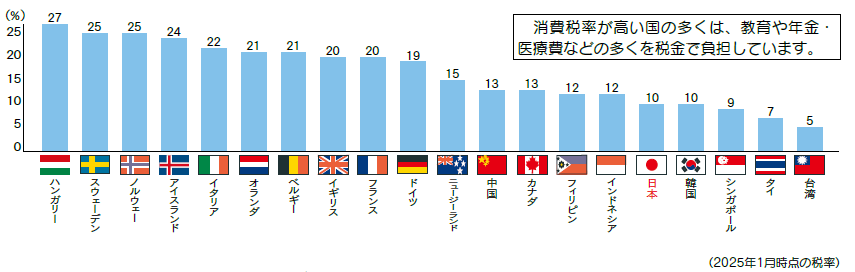 (%)
25
20
15
10
5
0
27
25
25
24
22
21
21
20
20
19
15
13
13
12
12
10
10
9
7
5
消費税率が高い国の多くは、教育や年金・
医療費などの多くを税金で負担しています。
ハンガリー
スウェーデン
ノルウェー
アイスランド
イタリア
オランダ
ベルギー
イギリス
フランス
ドイツ
ニュージーランド
中国
カナダ
フィリピン
インドネシア
日本
韓国
シンガポール
タイ
台湾
(2025年1月時点の税率)